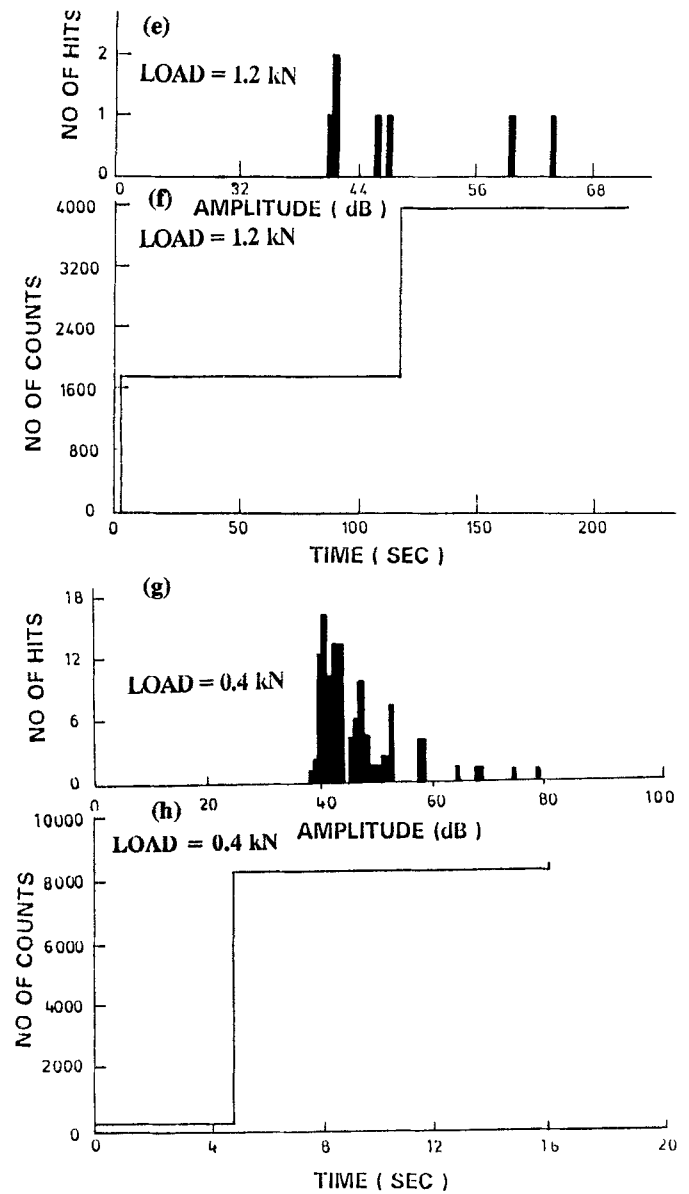 (e)
NO OF HITS
LOAD = 1.2 kN
2
1
0
0 32 44 56 68
AMPLITUDE ( dB )
(f)
LOAD = 1.2 kN
NO OF COUNTS
4000
3200
2400
1600
800
0
0 50 100 150 200
TIME ( SEC )
(g)
NO OF HITS
LOAD = 0.4 kN
18
12
6
0
0 20 40 60 80 100
AMPLITUDE (dB )
(h)
LOAD = 0.4 kN
NO OF COUNTS
10000
8000
6000
4000
2000
0
0 4 8 12 16 20
TIME ( SEC )